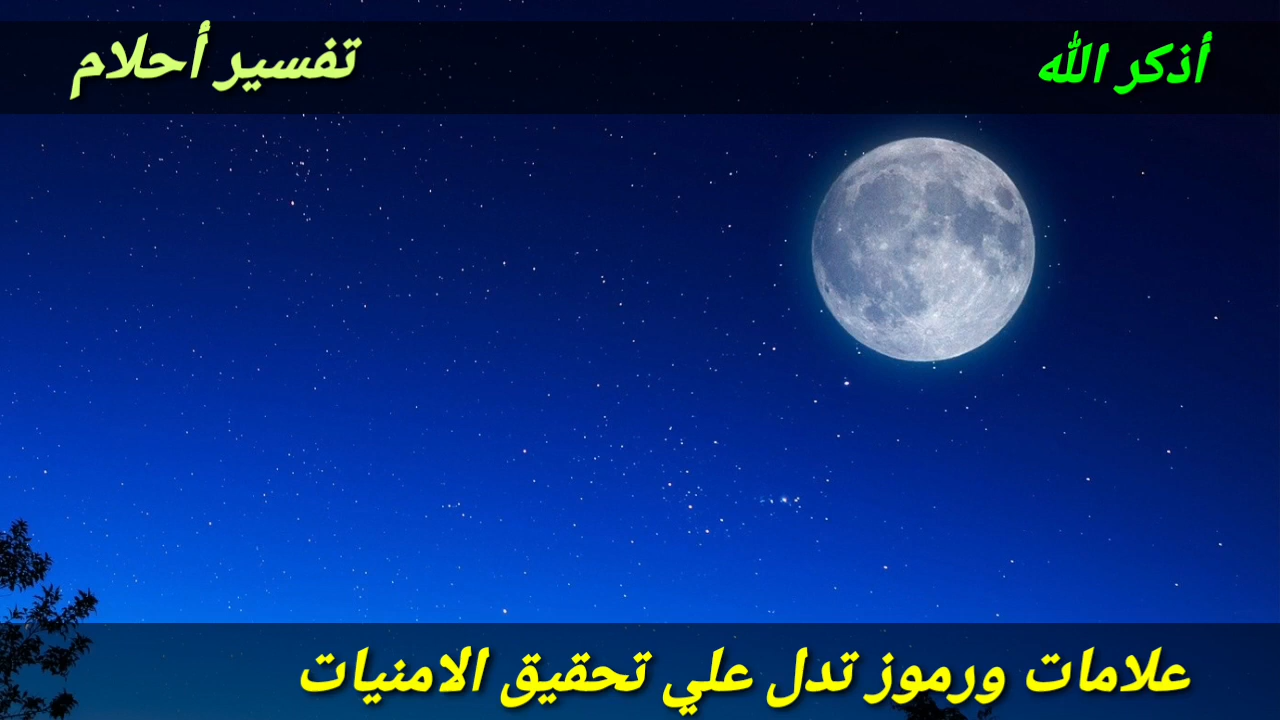 أذكر الله
تفسير أحلام
علامات ورموز تدل علي تحقيق الامنيات